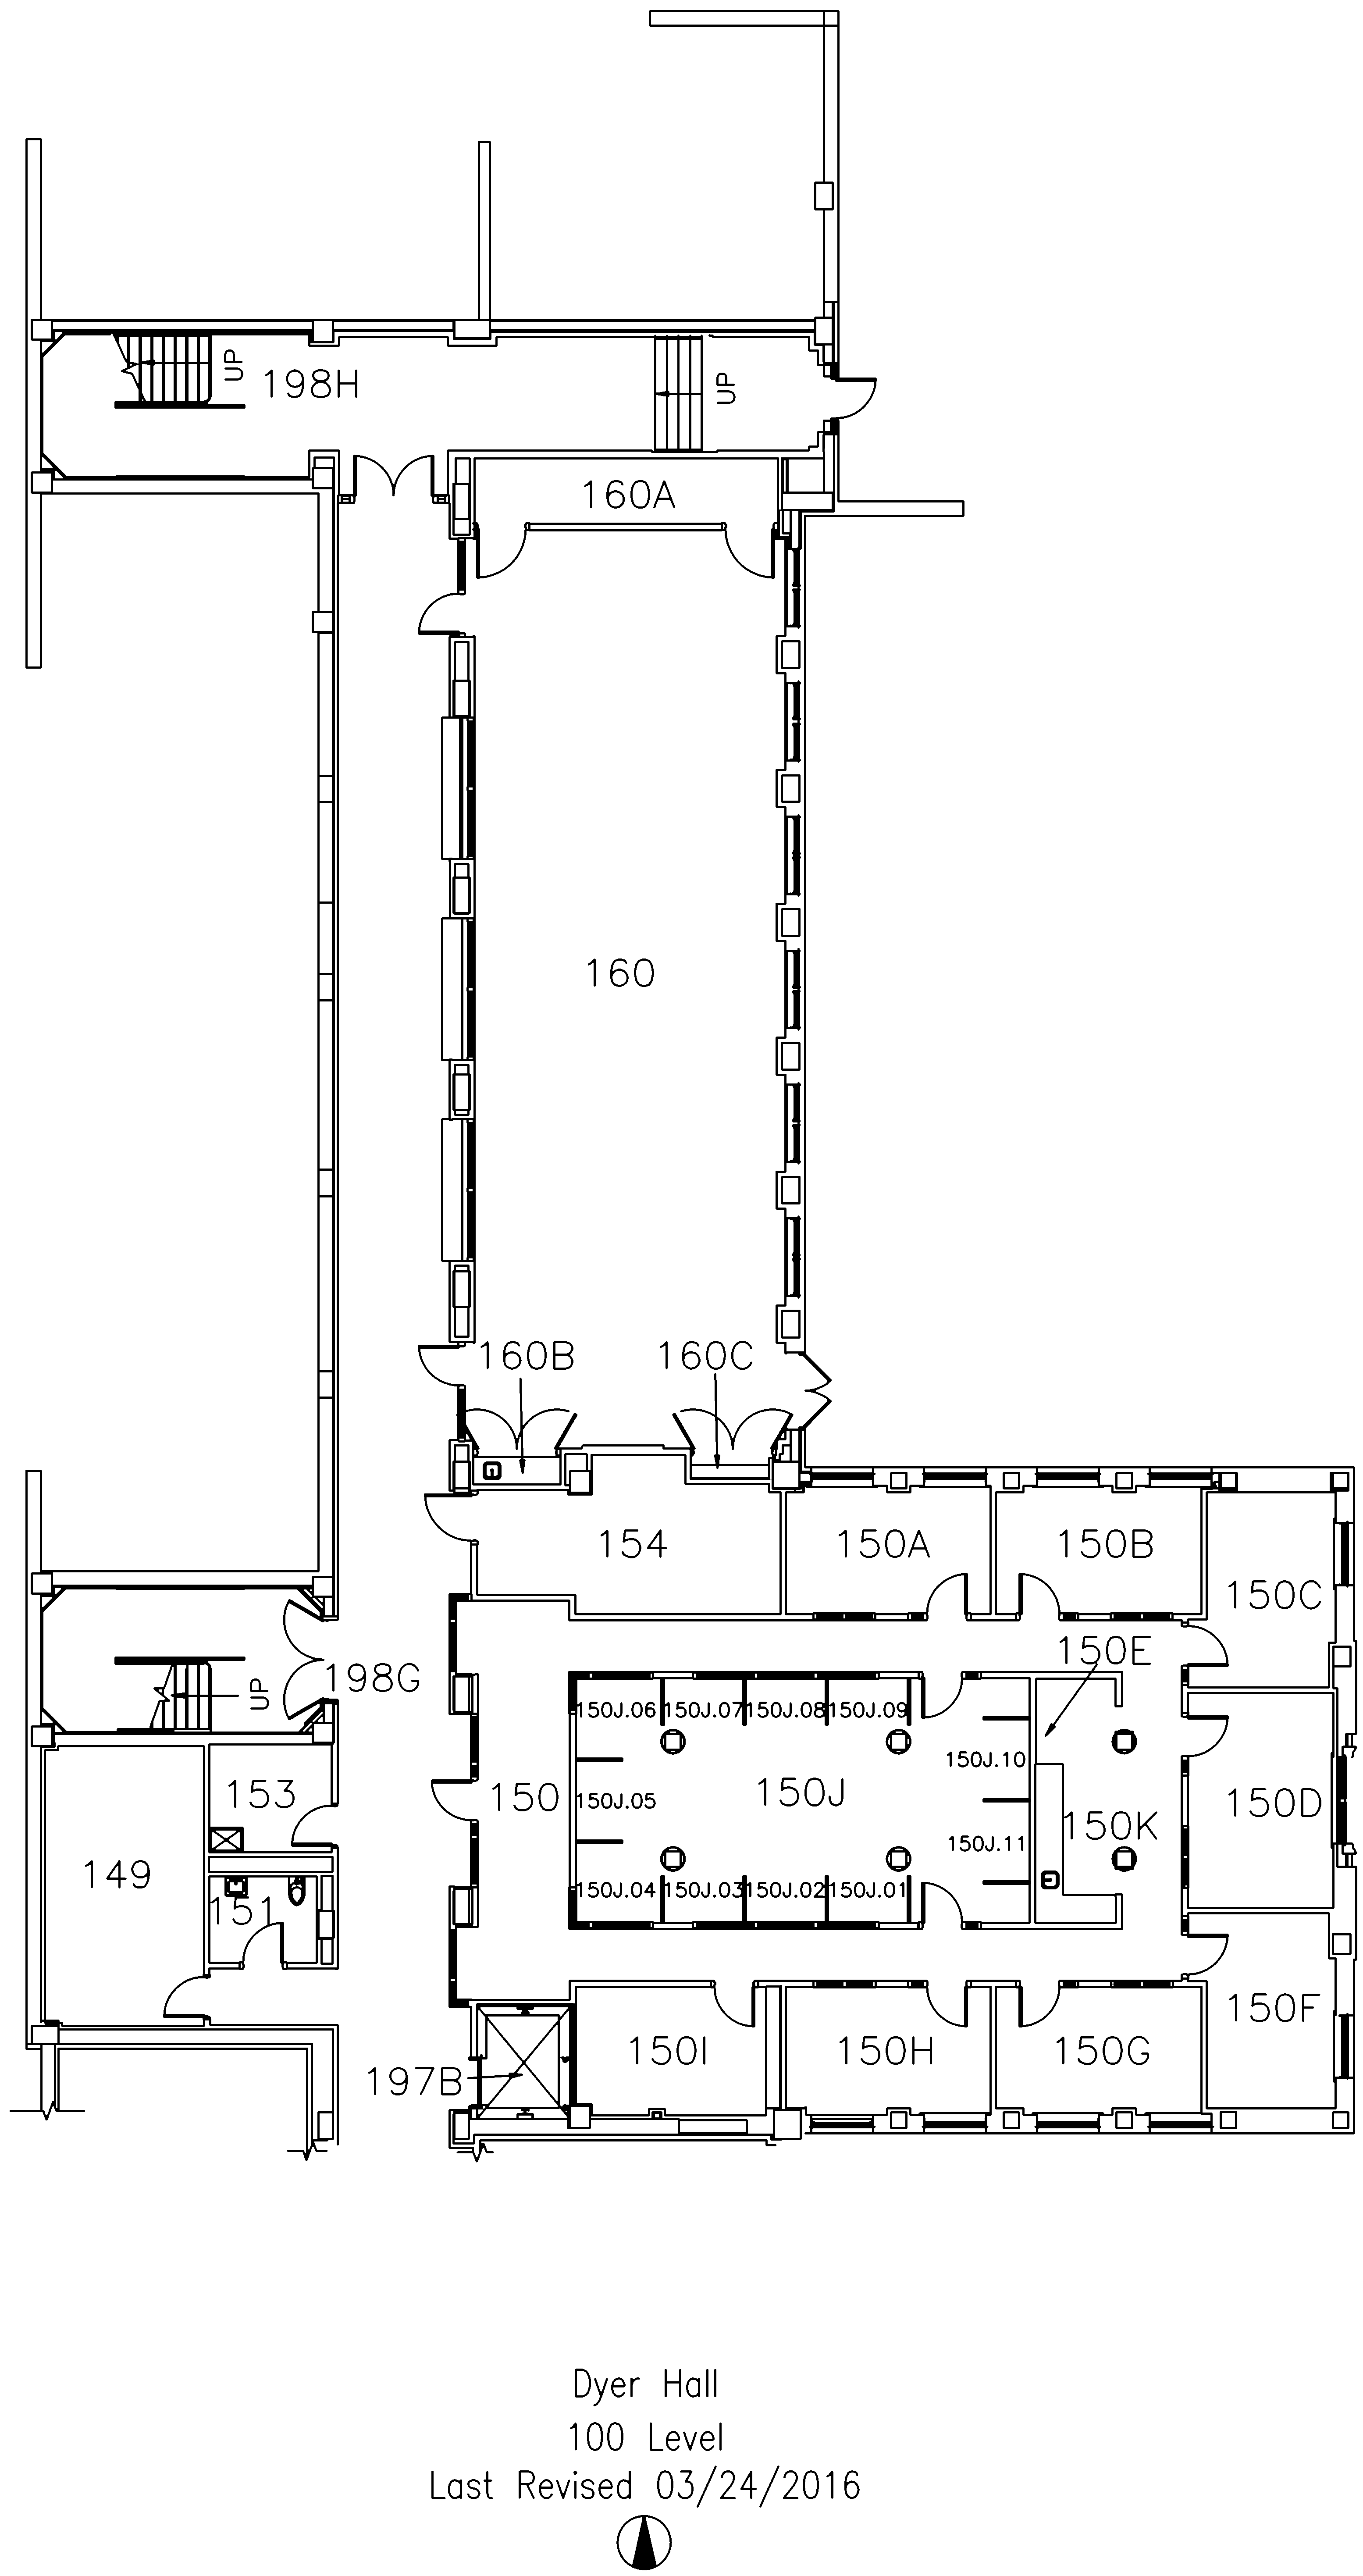 UP
198H
UP
160A
160
160B
160C
154
150A
150B
150C
150E
198G
UP
150J.06
150J.07
150J.08
150J.09
150J.10
153
150
150J.05
150J
150D
150K
150J.11
149
151
150J.04
150J.03
150J.02
150J.01
150F
150I
150H
150G
197B
Dyer Hall
100 Level
Last Revised 03/24/2016